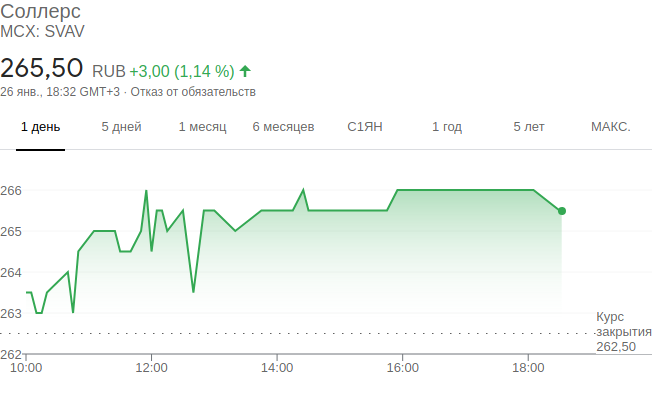 Соллерс
MCX: SVAV
265,50 RUB +3,00 (1,14 %)
26 янв., 18:32 GMT+3 · Отказ от обязательств
1 день 5 дней 1 месяц 6 месяцев С1ЯН 1 год 5 лет МАКС.
266
265
264
263
Курс
закрытия
262,50
262
10:00 12:00 14:00 16:00 18:00